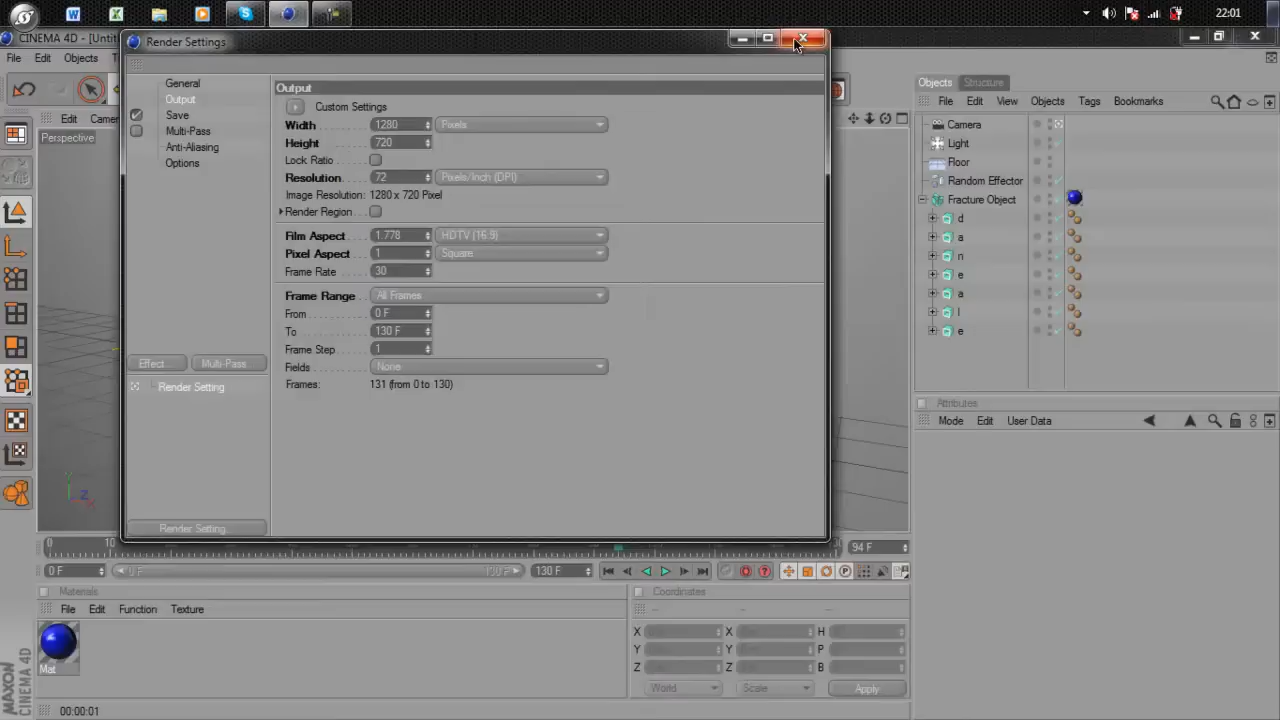 22:01
CINEMA 4D - [Untit
Render Settings
File Edit Objects
Edit Camer
Perspective
General
Output
Save
Multi-Pass
Anti-Aliasing
Options
Effect...
Multi-Pass...
Render Setting
Render Setting...
Output
Custom Settings
Width 1280 Pixels
Height 720
Lock Ratio
Resolution 72 Pixels/Inch (DPI)
Image Resolution: 1280 x 720 Pixel
Render Region
Film Aspect 1.778 HDTV (16:9)
Pixel Aspect 1 Square
Frame Rate 30
Frame Range All Frames
From 0 F
To 130 F
Frame Step 1
Fields None
Frames: 131 (from 0 to 130)
Objects Structure
File Edit View Objects Tags Bookmarks
Camera
Light
Floor
Random Effector
Fracture Object
d
a
n
e
a
l
e
Attributes
Mode Edit User Data
Z
0 10
94 F
0 F 0 F 130 F 130 F
Materials
File Edit Function Texture
Mat
Coordinates
X X H
Y Y P
Z Z B
World Scale Apply
MAXON
CINEMA 4D
00:00:01